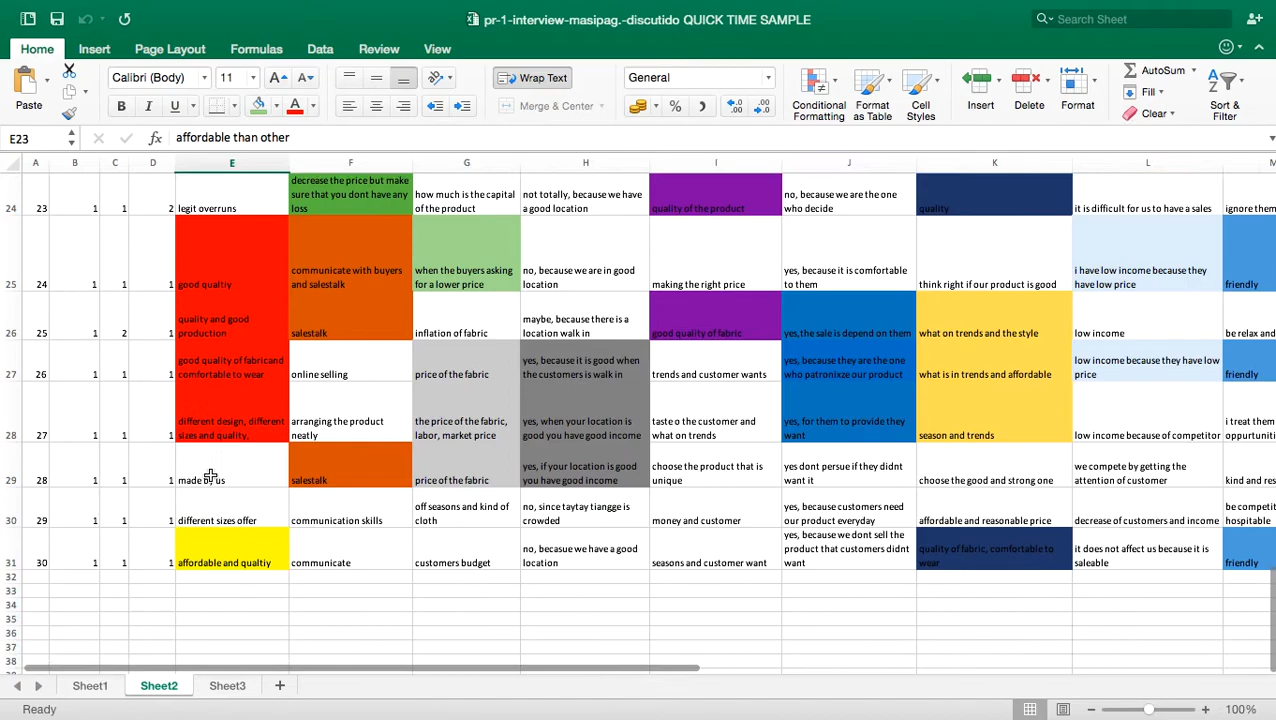 pr-1-interview-masipag.-discutido QUICK TIME SAMPLE
Search Sheet
Home Insert Page Layout Formulas Data Review View
Paste
Calibri (Body) 11
B I U
Wrap Text
Merge & Center
General
Conditional Formatting
Format as Table
Cell Styles
Insert Delete Format
AutoSum
Fill
Clear
Sort & Filter
E23 fx affordable than other
A B C D E F G H I J K L M
24 23 1 1 2 legit overruns
decrease the price but make
sure that you dont have any
loss
how much is the capital
of the product
not totally, because we have
a good location
quality of the product
no, because we are the one
who decide
quality
it is difficult for us to have a sales
ignore them
25 24 1 1 1 good qualtiy
communicate with buyers
and salestalk
when the buyers asking
for a lower price
no, because we are in good
location
making the right price
yes, because it is comfortable
to them
think right if our product is good
i have low income because they
have low price
friendly
26 25 1 2 1 quality and good
production
salestalk
inflation of fabric
maybe, because there is a
location walk in
good quality of fabric
yes,the sale is depend on them
what on trends and the style
low income
be relax and
27 26 1 1 1 good quality of fabricand
comfortable to wear
online selling
price of the fabric
yes, because it is good when
the customers is walk in
trends and customer wants
yes, because they are the one
who patronixze our product
what is in trends and affordable
low income because they have low
price
friendly
28 27 1 1 1 different design, different
sizes and quality,
arranging the product
neatly
the price of the fabric,
labor, market price
yes, when your location is
good you have good income
taste o the customer and
what on trends
yes, for them to provide they
want
season and trends
low income because of competitor
i treat them
oppurtuniti
29 28 1 1 1 made us
salestalk
price of the fabric
yes, if your location is good
you have good income
choose the product that is
unique
yes dont persue if they didnt
want it
choose the good and strong one
we compete by getting the
attention of customer
kind and res
30 29 1 1 1 different sizes offer
communication skills
off seasons and kind of
cloth
no, since taytay tiangge is
crowded
money and customer
yes, because customers need
our product everyday
affordable and reasonable price
decrease of customers and income
be competit
hospitable
31 30 1 1 1 affordable and qualtiy
communicate
customers budget
no, becasue we have a good
location
seasons and customer want
yes, because we dont sell the
product that customers didnt
want
quality of fabric, comfortable to
wear
it does not affect us because it is
saleable
friendly
32
33
34
35
36
37
38
Sheet1 Sheet2 Sheet3
Ready
100%